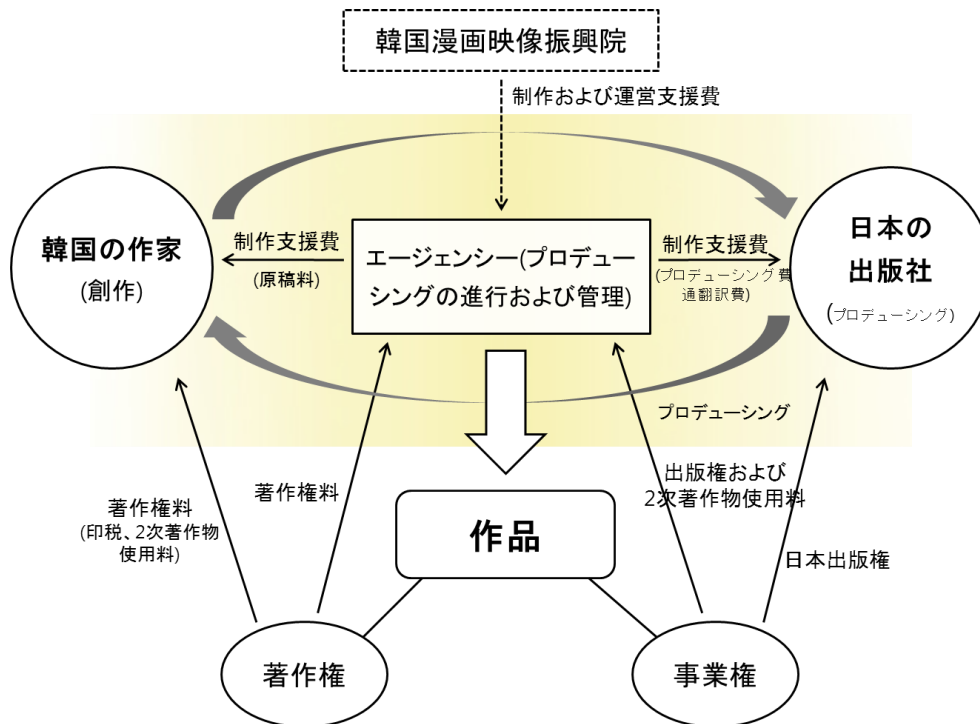 韓国漫画映像振興院
制作および運営支援費
韓国の作家
(創作)
制作支援費
(原稿料)
エージェンシー(プロデュー
シングの進行および管理)
制作支援費
(プロデューシング費
通翻訳費)
日本の
出版社
(プロデューシング)
プロデューシング
著作権料
(印税、2次著作物
使用料)
著作権料
出版権および
2次著作物使用料
日本出版権
作品
著作権
事業権